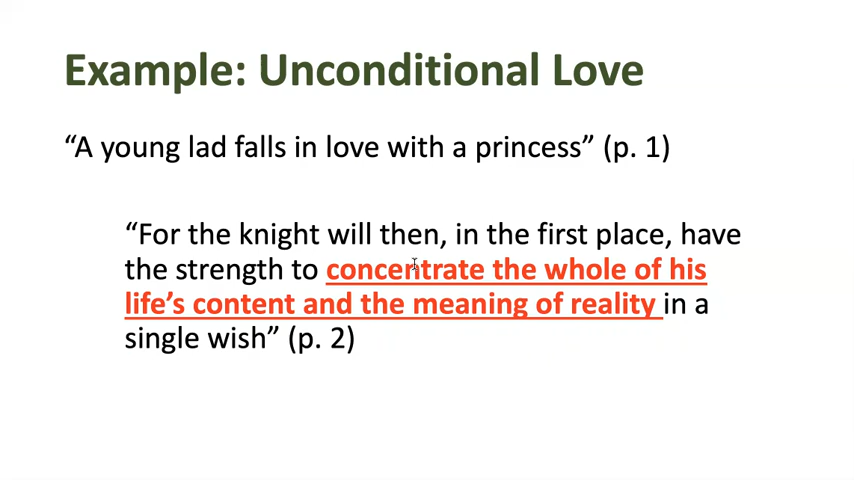 Example: Unconditional Love
“A young lad falls in love with a princess” (p. 1)
“For the knight will then, in the first place, have
the strength to concentrate the whole of his
life’s content and the meaning of reality in a
single wish” (p. 2)